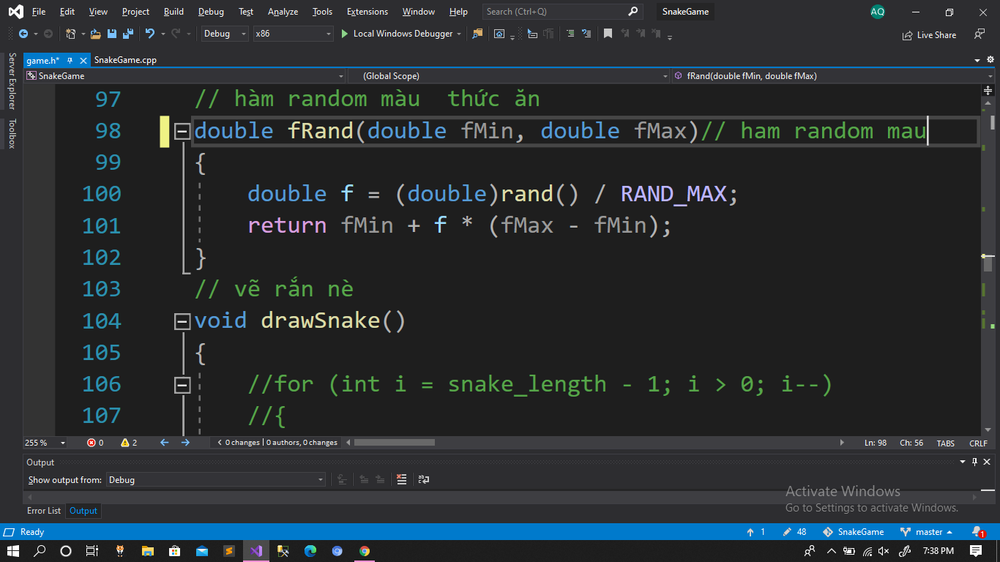 File Edit View Project Build Debug Test Analyze Tools Extensions Window Help Search (Ctrl+Q) SnakeGame AQ
Debug x86 Local Windows Debugger Live Share
game.h* SnakeGame.cpp
SnakeGame (Global Scope) fRand(double fMin, double fMax)
Server Explorer
Toolbox
97 // hàm random màu  thức ăn
98 double fRand(double fMin, double fMax)// ham random mau
99 {
100 double f = (double)rand() / RAND_MAX;
101 return fMin + f * (fMax - fMin);
102 }
103 // vẽ rắn nè
104 void drawSnake()
105 {
106 //for (int i = snake_length - 1; i > 0; i--)
107 //{
255 % 0 2 0 changes | 0 authors, 0 changes Ln: 98 Ch: 56 TABS CRLF
Output
Show output from: Debug
Activate Windows
Go to Settings to activate Windows.
Error List Output
Ready 1 48 SnakeGame master 1
7:38 PM